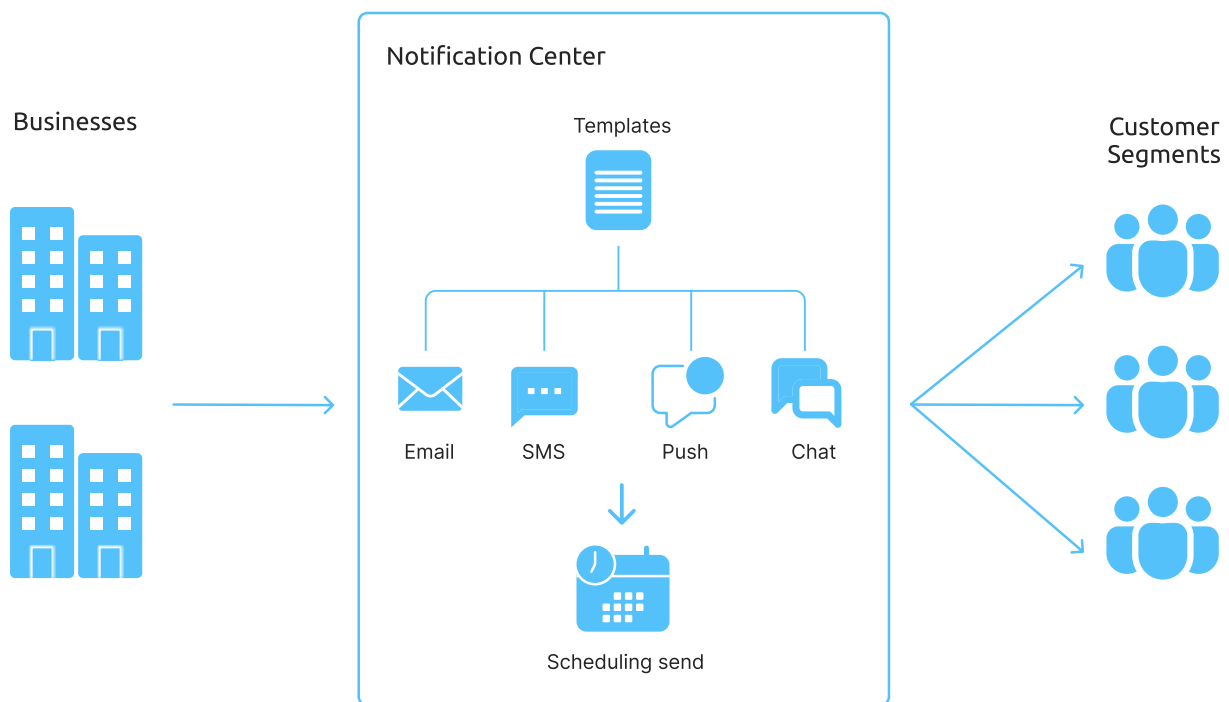 Notification Center
Businesses
Templates
Customer
Segments
Email
SMS
Push
Chat
Scheduling send